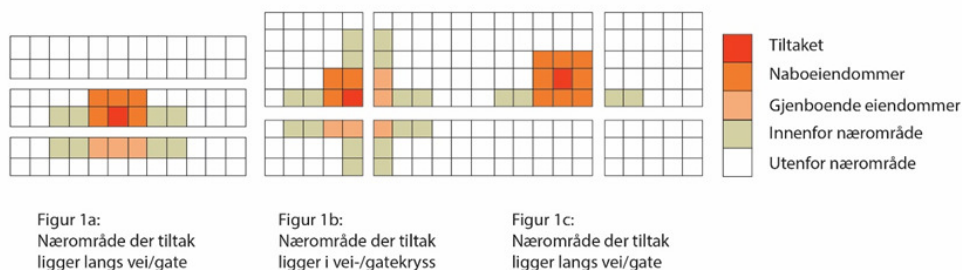 Tiltaket
Naboeiendommer
Gjenboende eiendommer
Innenfor nærområde
Utenfor nærområde
Figur 1a:
Nærområde der tiltak
ligger langs vei/gate
Figur 1b:
Nærområde der tiltak
ligger i vei-/gatekryss
Figur 1c:
Nærområde der tiltak
ligger langs vei/gate